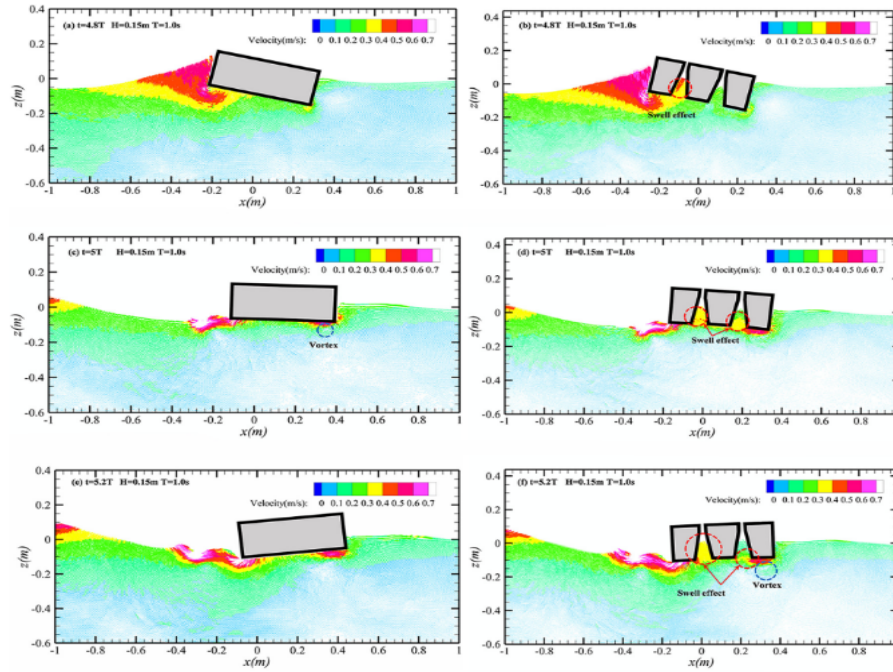 (a) t=4.8T H=0.15m T=1.0s
Velocity(m/s): 0 0.1 0.2 0.3 0.4 0.5 0.6 0.7
0.4
0.2
0
-0.2
-0.4
-0.6
z(m)
-1 -0.8 -0.6 -0.4 -0.2 0 0.2 0.4 0.6 0.8 1
x(m)
(b) t=4.8T H=0.15m T=1.0s
Velocity(m/s): 0 0.1 0.2 0.3 0.4 0.5 0.6 0.7
Swell effect
0.4
0.2
0
-0.2
-0.4
-0.6
z(m)
-1 -0.8 -0.6 -0.4 -0.2 0 0.2 0.4 0.6 0.8 1
x(m)
(c) t=5T H=0.15m T=1.0s
Velocity(m/s): 0 0.1 0.2 0.3 0.4 0.5 0.6 0.7
Vortex
0.4
0.2
0
-0.2
-0.4
-0.6
z(m)
-1 -0.8 -0.6 -0.4 -0.2 0 0.2 0.4 0.6 0.8 1
x(m)
(d) t=5T H=0.15m T=1.0s
Velocity(m/s): 0 0.1 0.2 0.3 0.4 0.5 0.6 0.7
Swell effect
0.4
0.2
0
-0.2
-0.4
-0.6
z(m)
-1 -0.8 -0.6 -0.4 -0.2 0 0.2 0.4 0.6 0.8 1
x(m)
(e) t=5.2T H=0.15m T=1.0s
Velocity(m/s): 0 0.1 0.2 0.3 0.4 0.5 0.6 0.7
0.4
0.2
0
-0.2
-0.4
-0.6
z(m)
-1 -0.8 -0.6 -0.4 -0.2 0 0.2 0.4 0.6 0.8 1
x(m)
(f) t=5.2T H=0.15m T=1.0s
Velocity(m/s): 0 0.1 0.2 0.3 0.4 0.5 0.6 0.7
Swell effect
Vortex
0.4
0.2
0
-0.2
-0.4
-0.6
z(m)
-1 -0.8 -0.6 -0.4 -0.2 0 0.2 0.4 0.6 0.8 1
x(m)